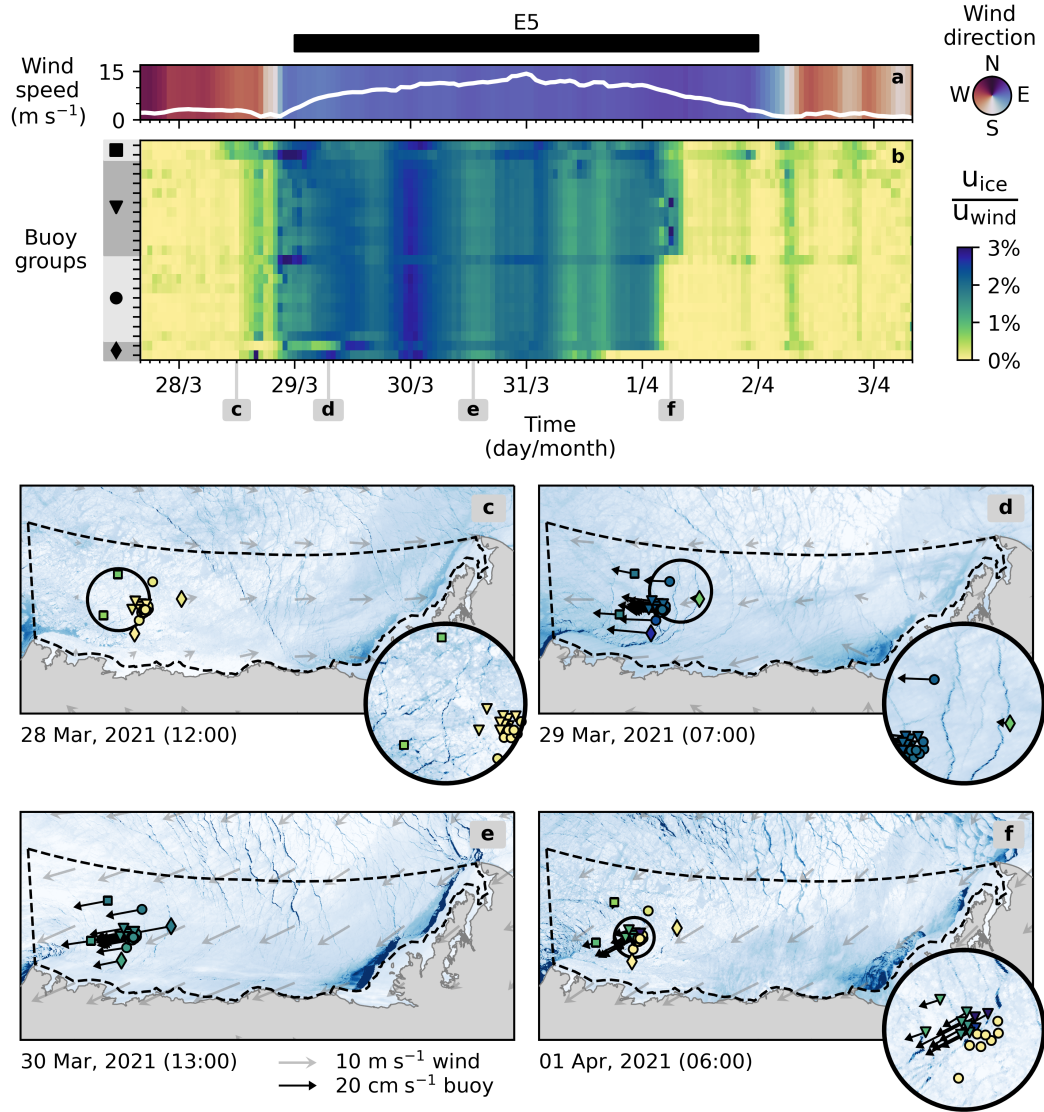 E5
Wind
direction
N
W E
S
Wind
speed
(m s⁻¹)
15
0
a
b
Buoy
groups
u_ice
u_wind
3%
2%
1%
0%
28/3 29/3 30/3 31/3 1/4 2/4 3/4
c d e f
Time
(day/month)
c
28 Mar, 2021 (12:00)
d
29 Mar, 2021 (07:00)
e
30 Mar, 2021 (13:00)
10 m s⁻¹ wind
20 cm s⁻¹ buoy
f
01 Apr, 2021 (06:00)